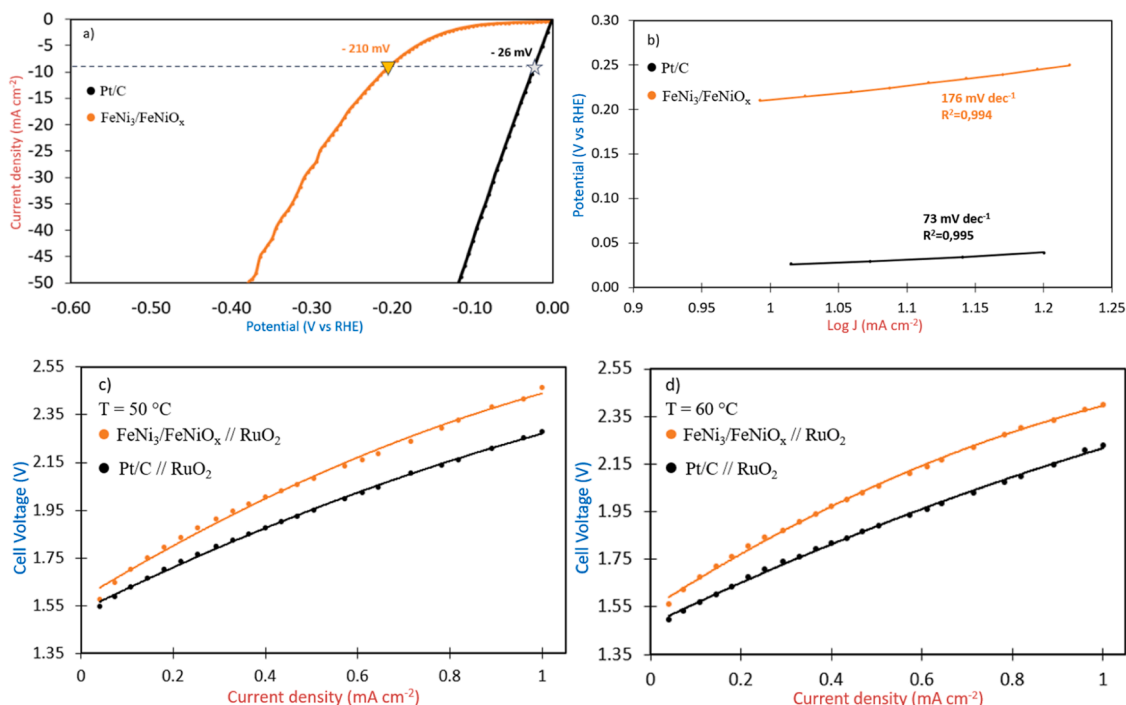 a)
0
-5
-10
-15
-20
-25
-30
-35
-40
-45
-50
Current density (mA cm⁻²)
- 210 mV
- 26 mV
Pt/C
FeNi₃/FeNiOₓ
-0.60
-0.50
-0.40
-0.30
-0.20
-0.10
0.00
Potential (V vs RHE)
b)
0.30
0.25
0.20
0.15
0.10
0.05
0.00
Potential (V vs RHE)
Pt/C
FeNi₃/FeNiOₓ
176 mV dec⁻¹
R²=0,994
73 mV dec⁻¹
R²=0,995
0.9
0.95
1
1.05
1.1
1.15
1.2
1.25
Log J (mA cm⁻²)
c)
T = 50 °C
FeNi₃/FeNiOₓ // RuO₂
Pt/C // RuO₂
2.55
2.35
2.15
1.95
1.75
1.55
1.35
Cell Voltage (V)
0
0.2
0.4
0.6
0.8
1
Current density (mA cm⁻²)
d)
T = 60 °C
FeNi₃/FeNiOₓ // RuO₂
Pt/C // RuO₂
2.55
2.35
2.15
1.95
1.75
1.55
1.35
Cell Voltage (V)
0
0.2
0.4
0.6
0.8
1
Current density (mA cm⁻²)